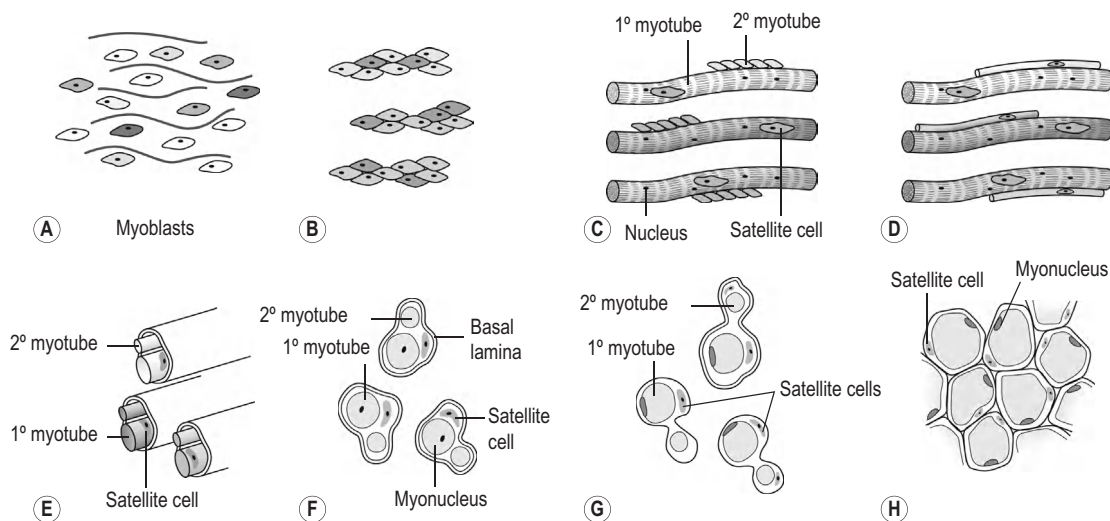 1º myotube
2º myotube
A
Myoblasts
B
C
Nucleus
Satellite cell
D
2º myotube
1º myotube
Satellite cell
E
2º myotube
1º myotube
Basal
lamina
Satellite
cell
Myonucleus
F
2º myotube
1º myotube
Satellite cells
G
Satellite cell
Myonucleus
H